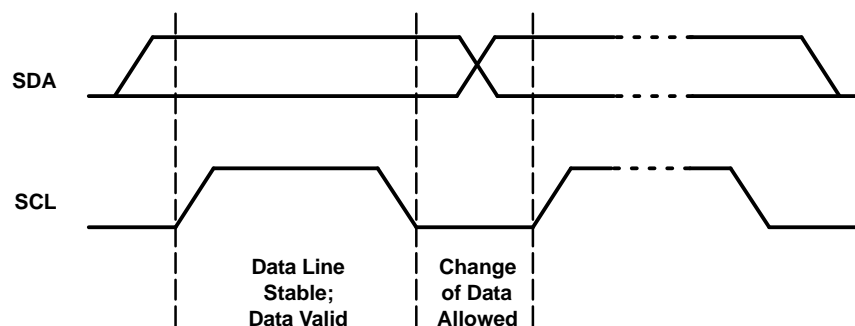 SDA
SCL
Data Line
Stable;
Data Valid
Change
of Data
Allowed